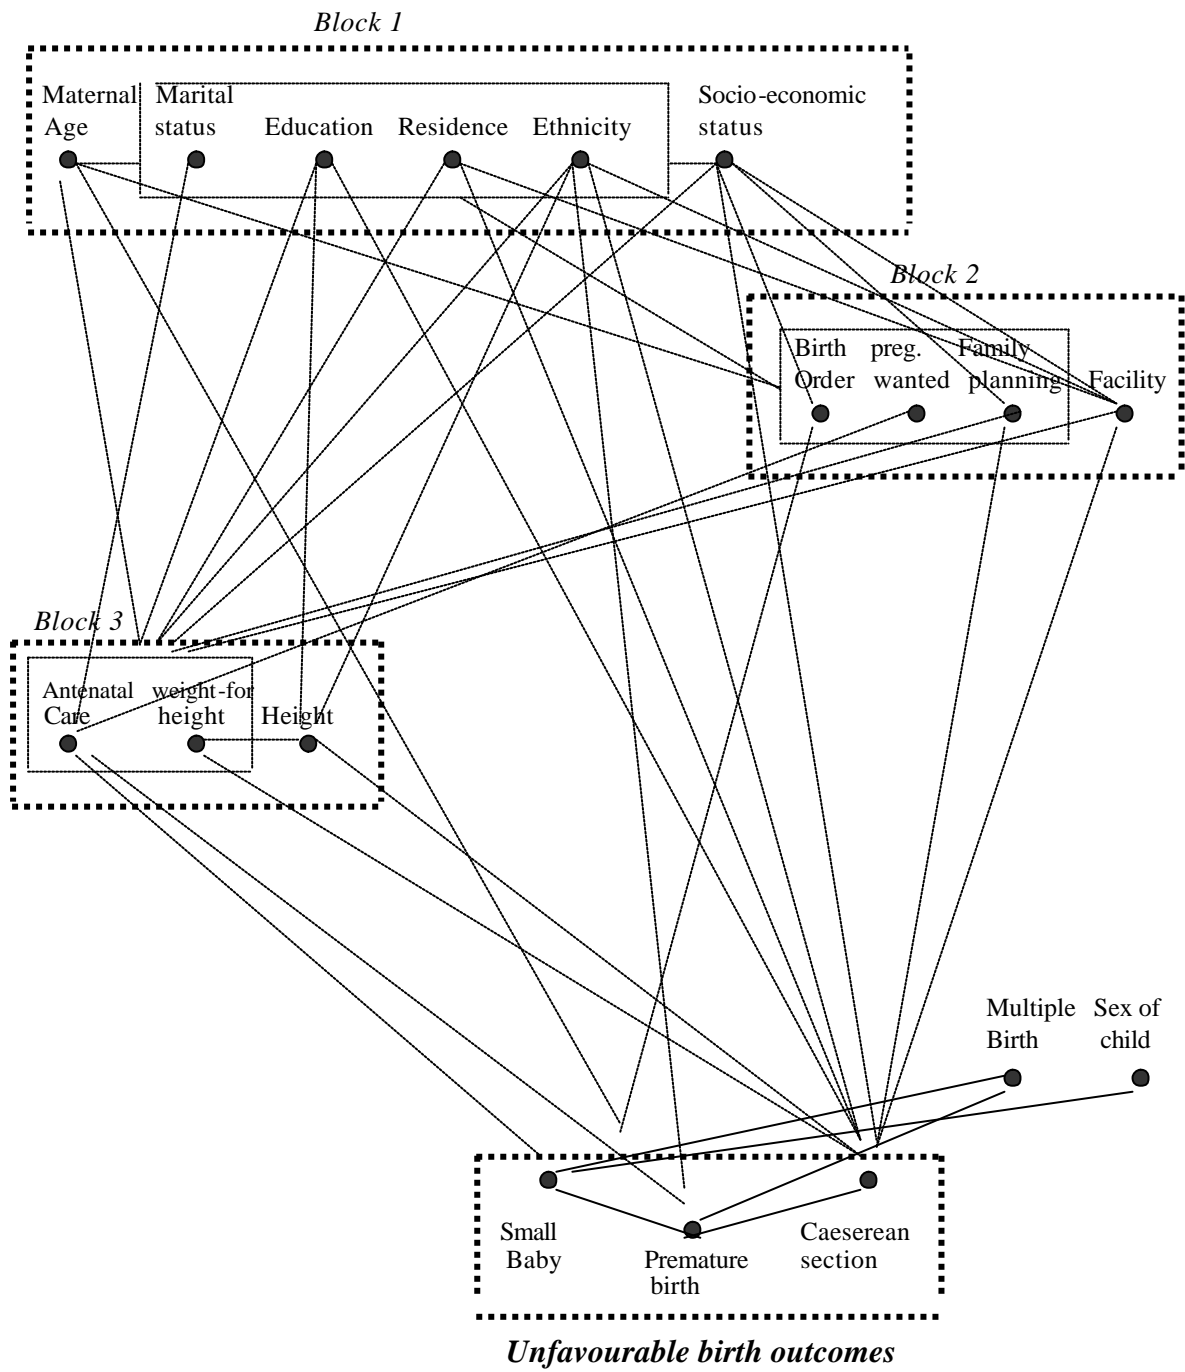 Block 1
Maternal Marital Socio-economic
Age status Education Residence Ethnicity status
Block 2
Birth preg. Family
Order wanted planning Facility
Block 3
Antenatal weight-for
Care height Height
Multiple Sex of
Birth child
Small Caeserean
Baby Premature section
birth
Unfavourable birth outcomes